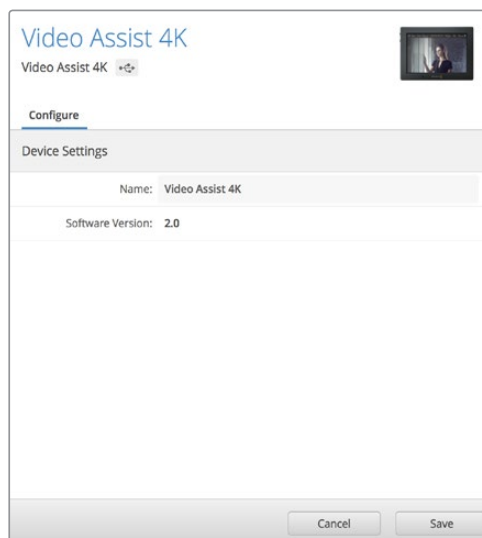 Video Assist 4K
Video Assist 4K
Configure
Device Settings
Name: Video Assist 4K
Software Version: 2.0
Cancel Save